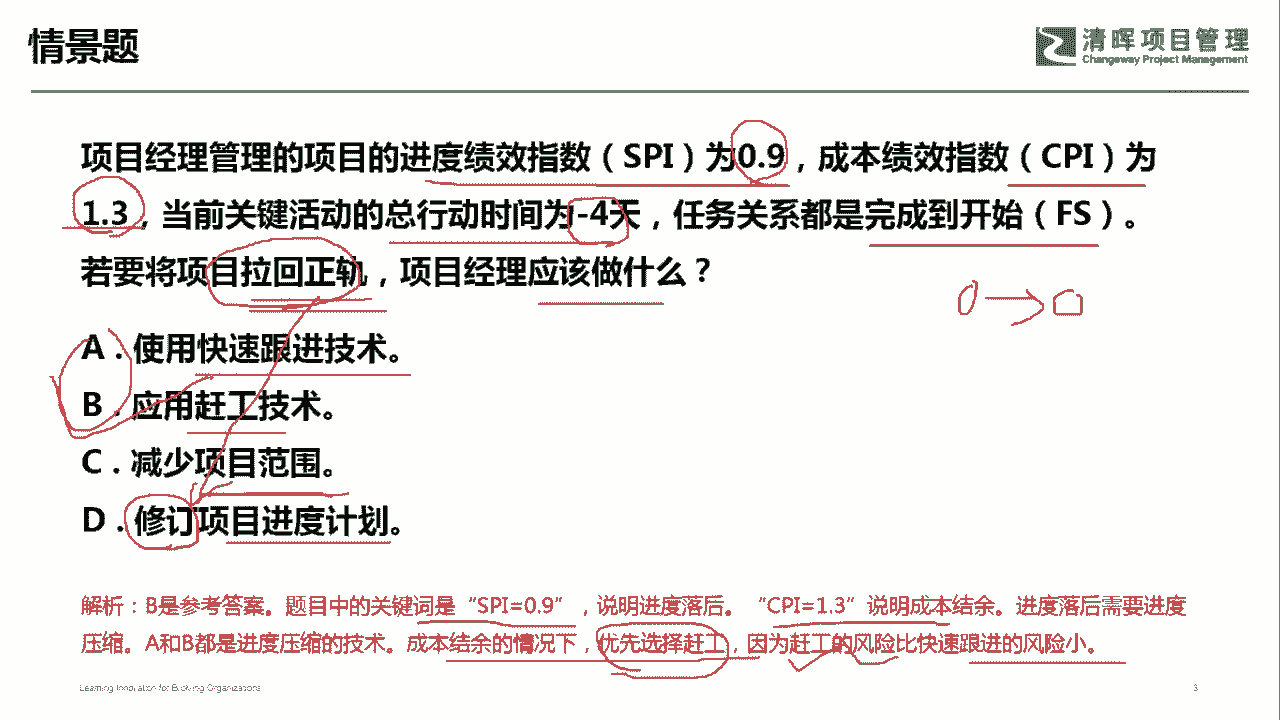 情景题
清晖项目管理
Changeway Project Management
项目经理管理的项目的进度绩效指数（SPI）为0.9，成本绩效指数（CPI）为
1.3，当前关键活动的总行动时间为-4天，任务关系都是完成到开始（FS）。
若要将项目拉回正轨，项目经理应该做什么？
A．使用快速跟进技术。
B．应用赶工技术。
C．减少项目范围。
D．修订项目进度计划。
解析：B是参考答案。题目中的关键词是“SPI=0.9”，说明进度落后。“CPI=1.3”说明成本结余。进度落后需要进度
压缩。A和B都是进度压缩的技术。成本结余的情况下，优先选择赶工，因为赶工的风险比快速跟进的风险小。
Learning Innovation for Evolving Organizations
3